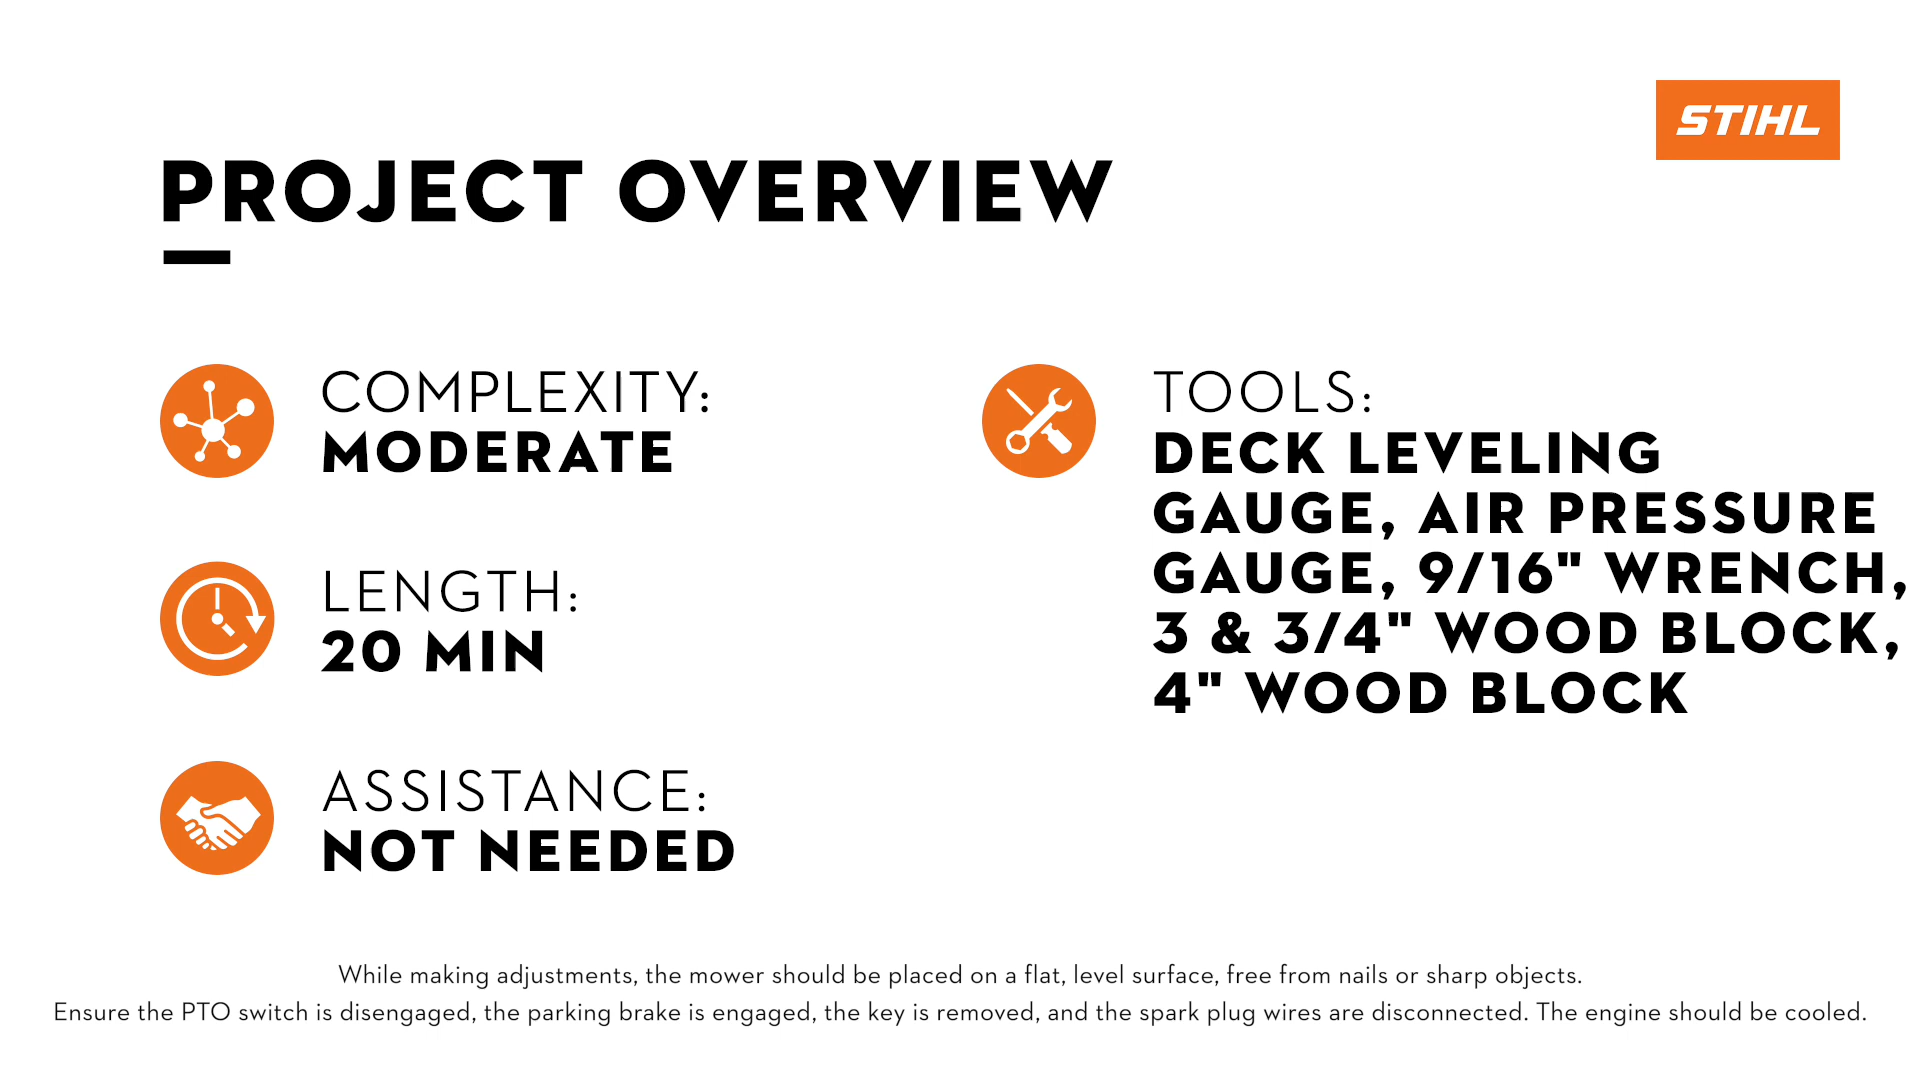 STIHL
PROJECT OVERVIEW
COMPLEXITY:
MODERATE
LENGTH:
20 MIN
ASSISTANCE:
NOT NEEDED
TOOLS:
DECK LEVELING
GAUGE, AIR PRESSURE
GAUGE, 9/16" WRENCH,
3 & 3/4" WOOD BLOCK,
4" WOOD BLOCK
While making adjustments, the mower should be placed on a flat, level surface, free from nails or sharp objects.
Ensure the PTO switch is disengaged, the parking brake is engaged, the key is removed, and the spark plug wires are disconnected. The engine should be cooled.